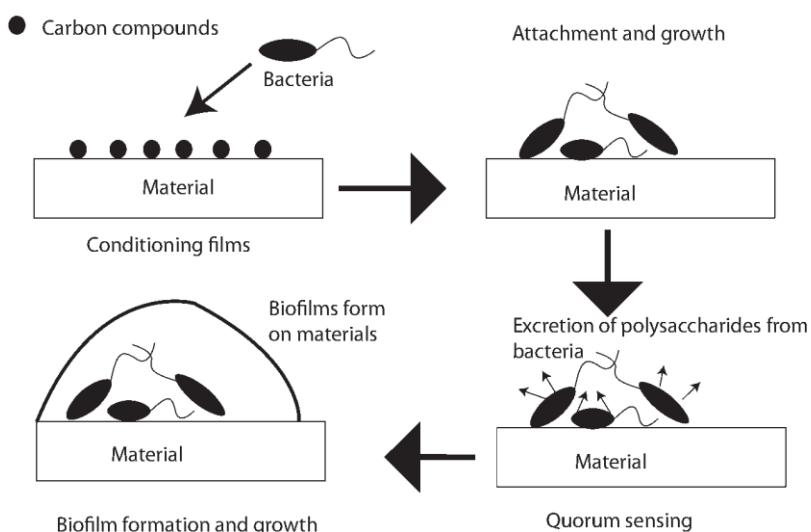 Carbon compounds
Bacteria
Material
Conditioning films
Attachment and growth
Material
Excretion of polysaccharides from
bacteria
Material
Quorum sensing
Biofilms form
on materials
Material
Biofilm formation and growth